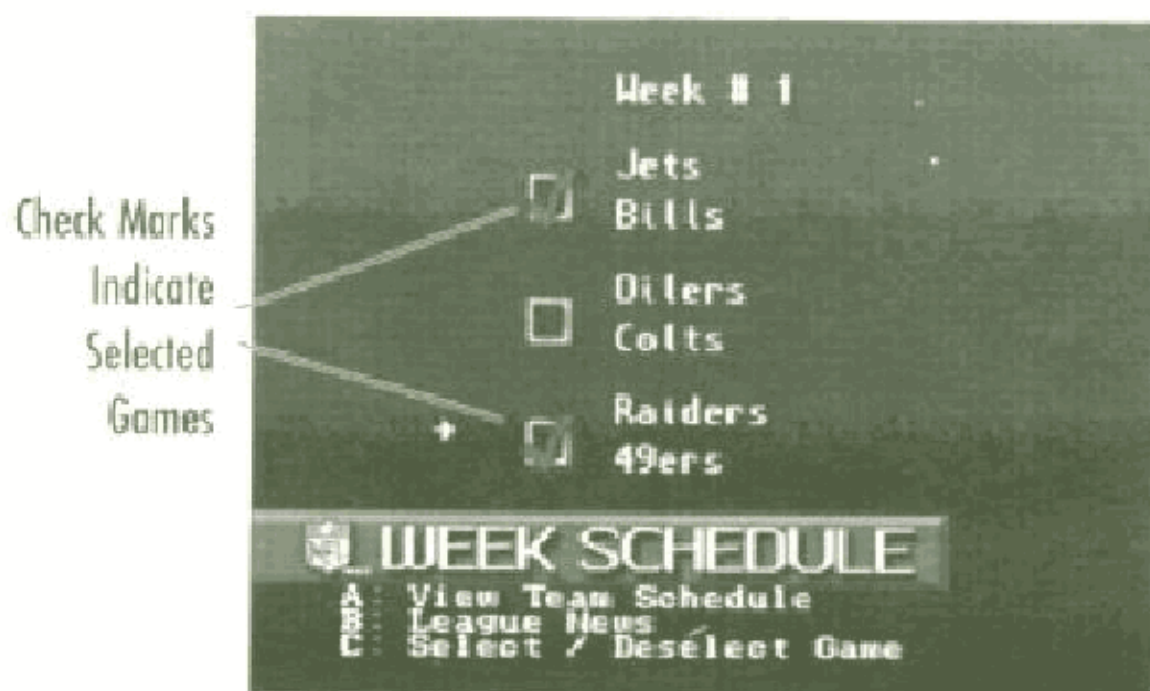 Check Marks
Indicate
Selected
Games
Week # 1
Jets
Bills
Oilers
Colts
Raiders
49ers
WEEK SCHEDULE
A: View Team Schedule
B: League News
C: Select / Deselect Game